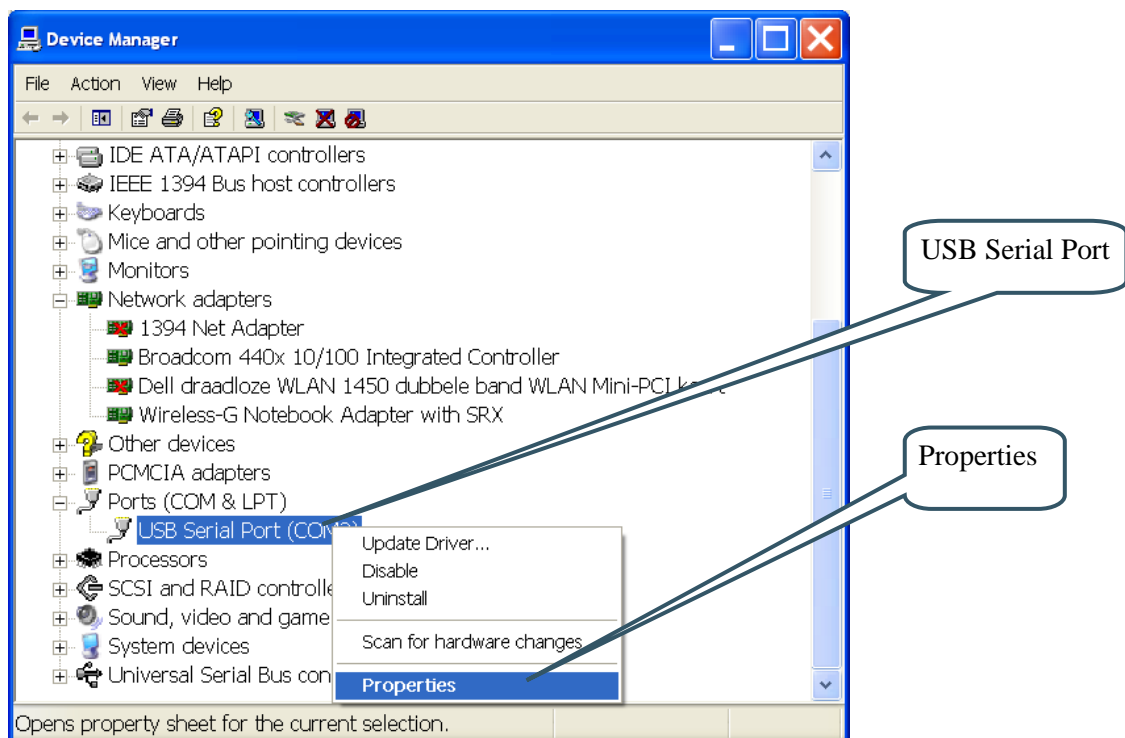 Device Manager
File Action View Help
IDE ATA/ATAPI controllers
IEEE 1394 Bus host controllers
Keyboards
Mice and other pointing devices
USB Serial Port
Monitors
Network adapters
1394 Net Adapter
Broadcom 440x 10/100 Integrated Controller
Dell draadloze WLAN 1450 dubbele band WLAN Mini-PCI
Wireless-G Notebook Adapter with SRX
Other devices
Properties
PCMCIA adapters
Ports (COM & LPT)
USB Serial Port
Update Driver...
Processors
Disable
SCSI and RAID controlle
Uninstall
Sound, video and game
Scan for hardware changes
System devices
Universal Serial Bus con
Properties
Opens property sheet for the current selection.